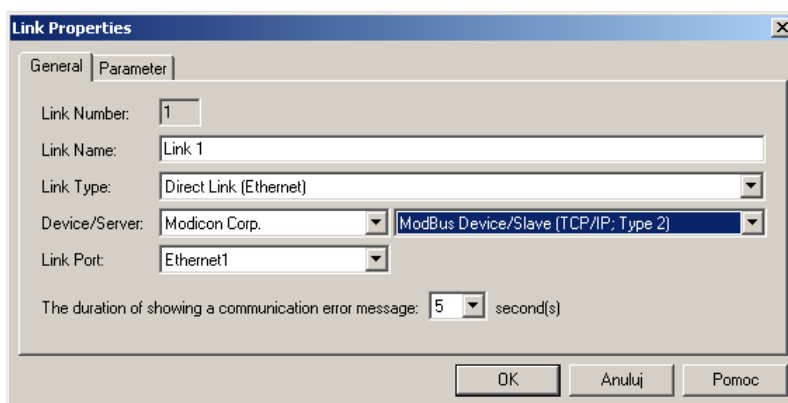 Link Properties
General Parameter
Link Number: 1
Link Name: Link 1
Link Type: Direct Link (Ethernet)
Device/Server: Modicon Corp. ModBus Device/Slave (TCP/IP; Type 2)
Link Port: Ethernet1
The duration of showing a communication error message: 5 second(s)
OK Anuluj Pomoc